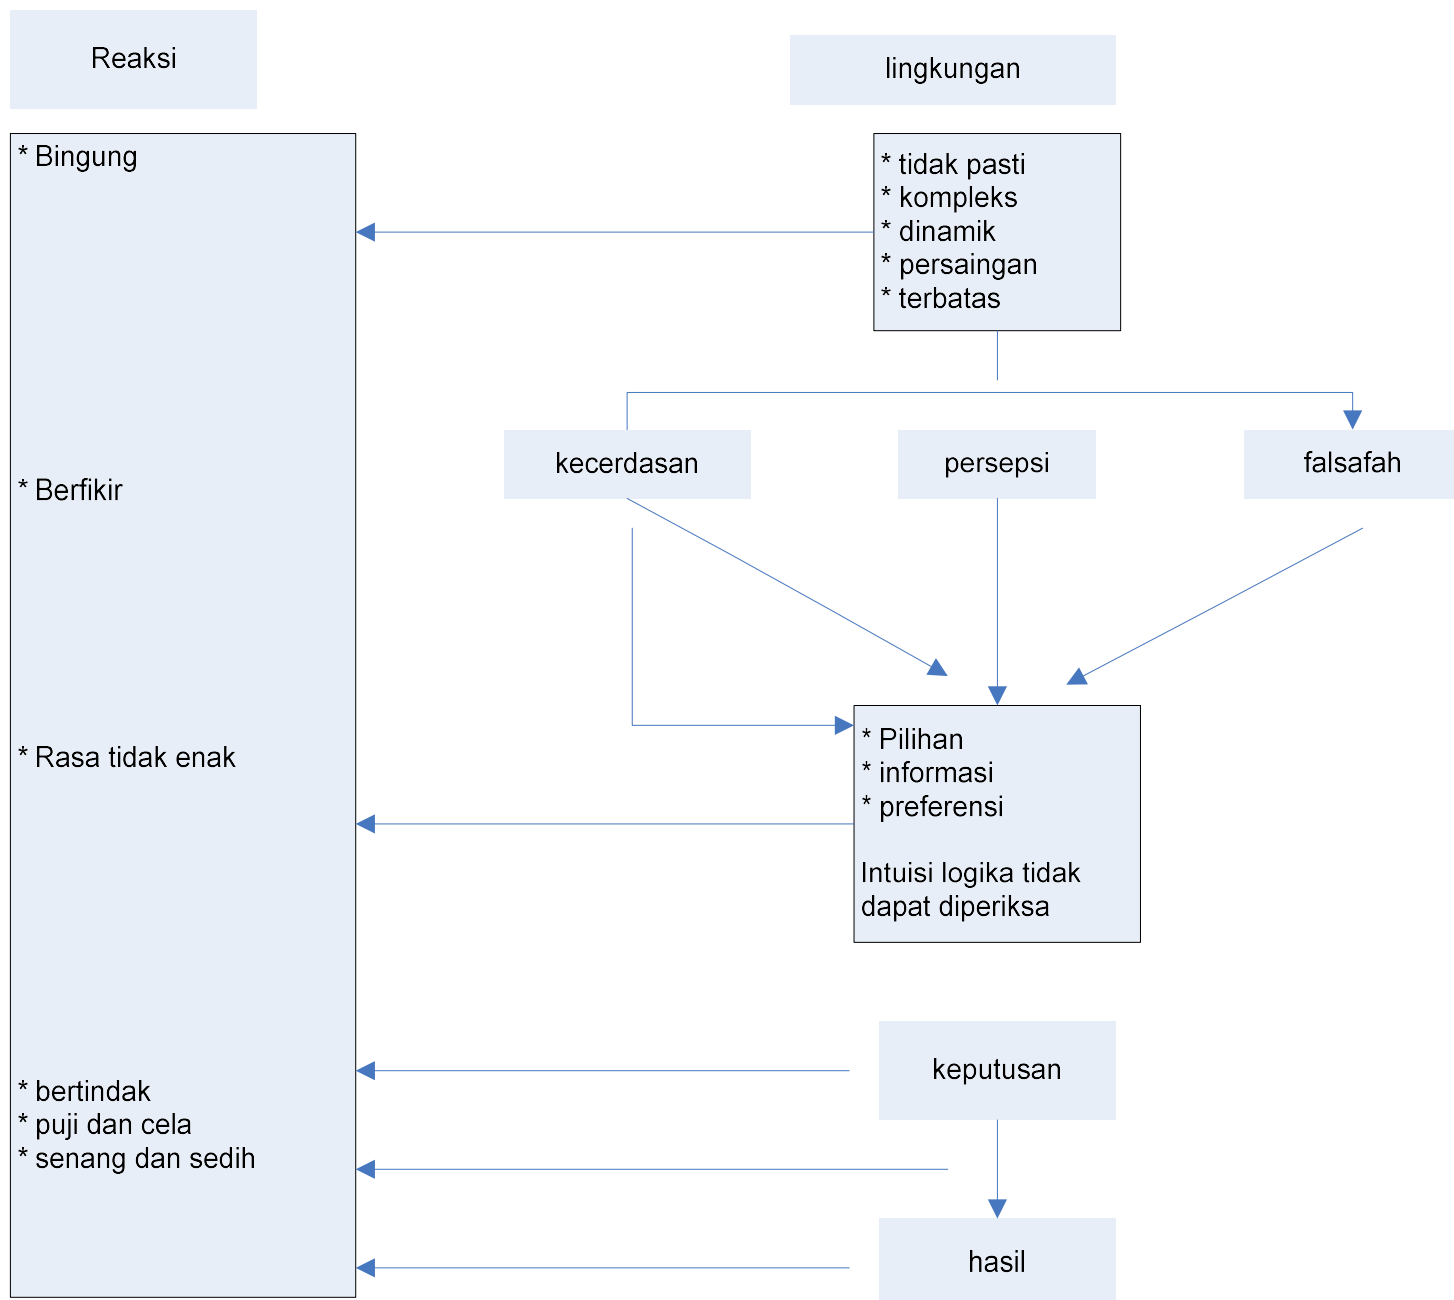 Reaksi
lingkungan
* Bingung
* Berfikir
* Rasa tidak enak
* bertindak
* puji dan cela
* senang dan sedih
* tidak pasti
* kompleks
* dinamik
* persaingan
* terbatas
kecerdasan
persepsi
falsafah
* Pilihan
* informasi
* preferensi
Intuisi logika tidak
dapat diperiksa
keputusan
hasil